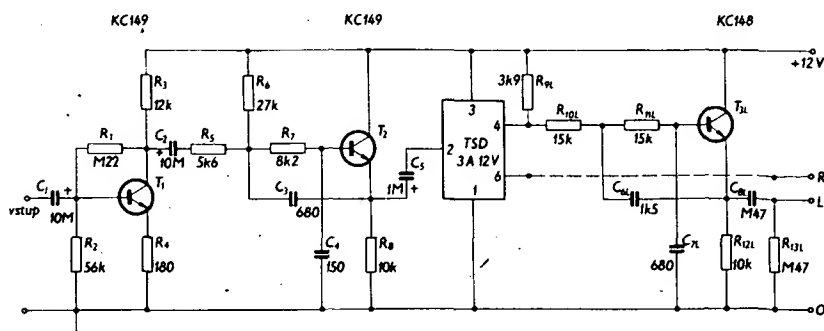 KC149 KC149 KC148
+12V
R3
12k
R6
27k
3k9 R9L
3
R1
M22
C2
+
10M
R5
5k6
R7
8k2
T2
2
TSD
3A 12V
4
6
1
R10L
15k
R11L
15k
T3L
C1 +
10M
vstup
T1
C3
680
C5
1M +
C6L
1k5
C8L
M47
R
L
R2
56k
R4
180
C4
150
R8
10k
C7L
680
R12L
10k
R13L
M47
O